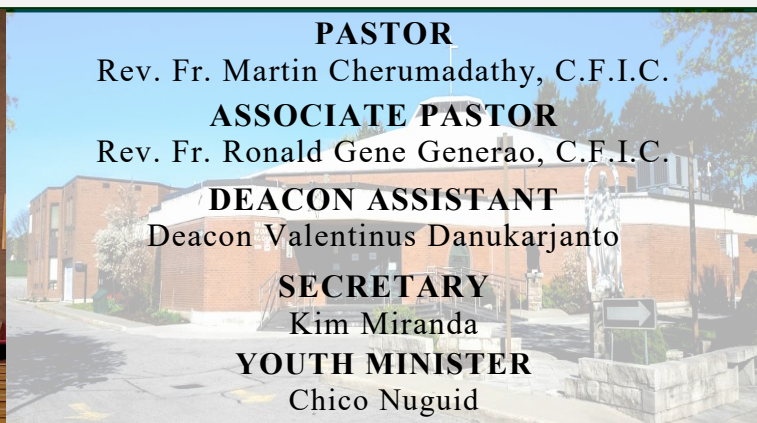 PASTOR
Rev. Fr. Martin Cherumadathy, C.F.I.C.
ASSOCIATE PASTOR
Rev. Fr. Ronald Gene Generao, C.F.I.C.
DEACON ASSISTANT
Deacon Valentinus Danukarjanto
SECRETARY
Kim Miranda
YOUTH MINISTER
Chico Nuguid